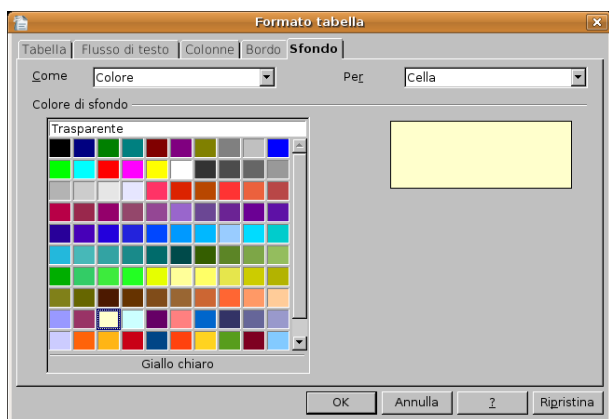 Formato tabella
Tabella Flusso di testo Colonne Bordo Sfondo
Come Colore Per Cella
Colore di sfondo
Trasparente
Giallo chiaro
OK Annulla ? Ripristina